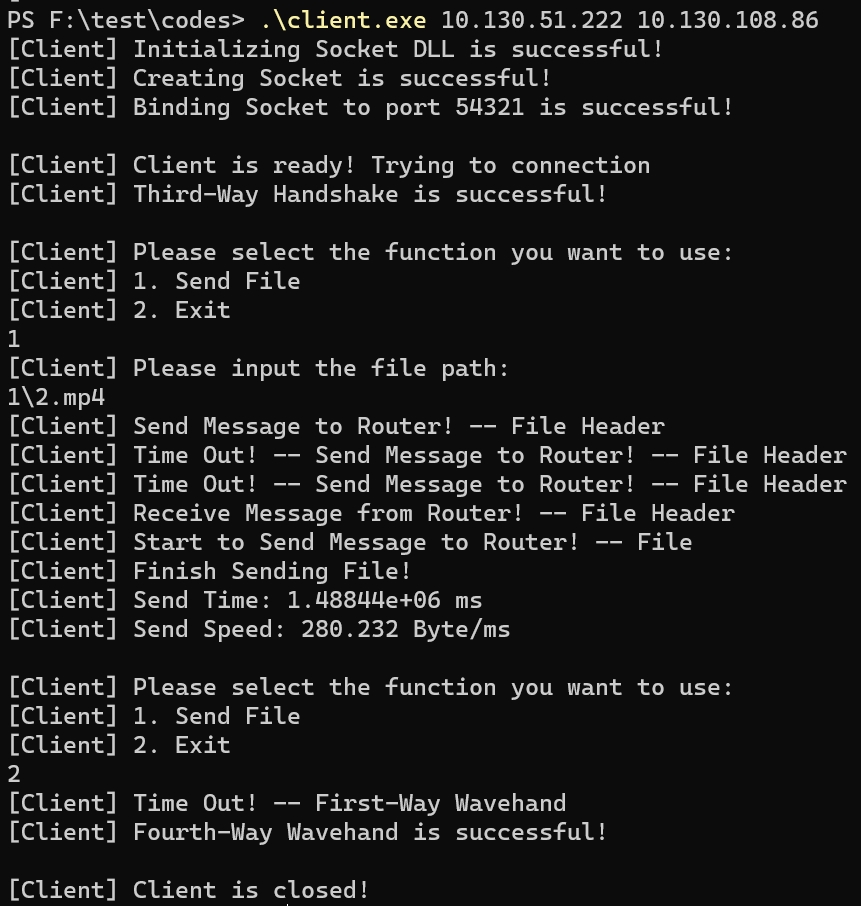 PS F:\test\codes> .\client.exe 10.130.51.222 10.130.108.86
[Client] Initializing Socket DLL is successful!
[Client] Creating Socket is successful!
[Client] Binding Socket to port 54321 is successful!
[Client] Client is ready! Trying to connection
[Client] Third-Way Handshake is successful!
[Client] Please select the function you want to use:
[Client] 1. Send File
[Client] 2. Exit
1
[Client] Please input the file path:
1\2.mp4
[Client] Send Message to Router! -- File Header
[Client] Time Out! -- Send Message to Router! -- File Header
[Client] Time Out! -- Send Message to Router! -- File Header
[Client] Receive Message from Router! -- File Header
[Client] Start to Send Message to Router! -- File
[Client] Finish Sending File!
[Client] Send Time: 1.48844e+06 ms
[Client] Send Speed: 280.232 Byte/ms
[Client] Please select the function you want to use:
[Client] 1. Send File
[Client] 2. Exit
2
[Client] Time Out! -- First-Way Wavehand
[Client] Fourth-Way Wavehand is successful!
[Client] Client is closed!